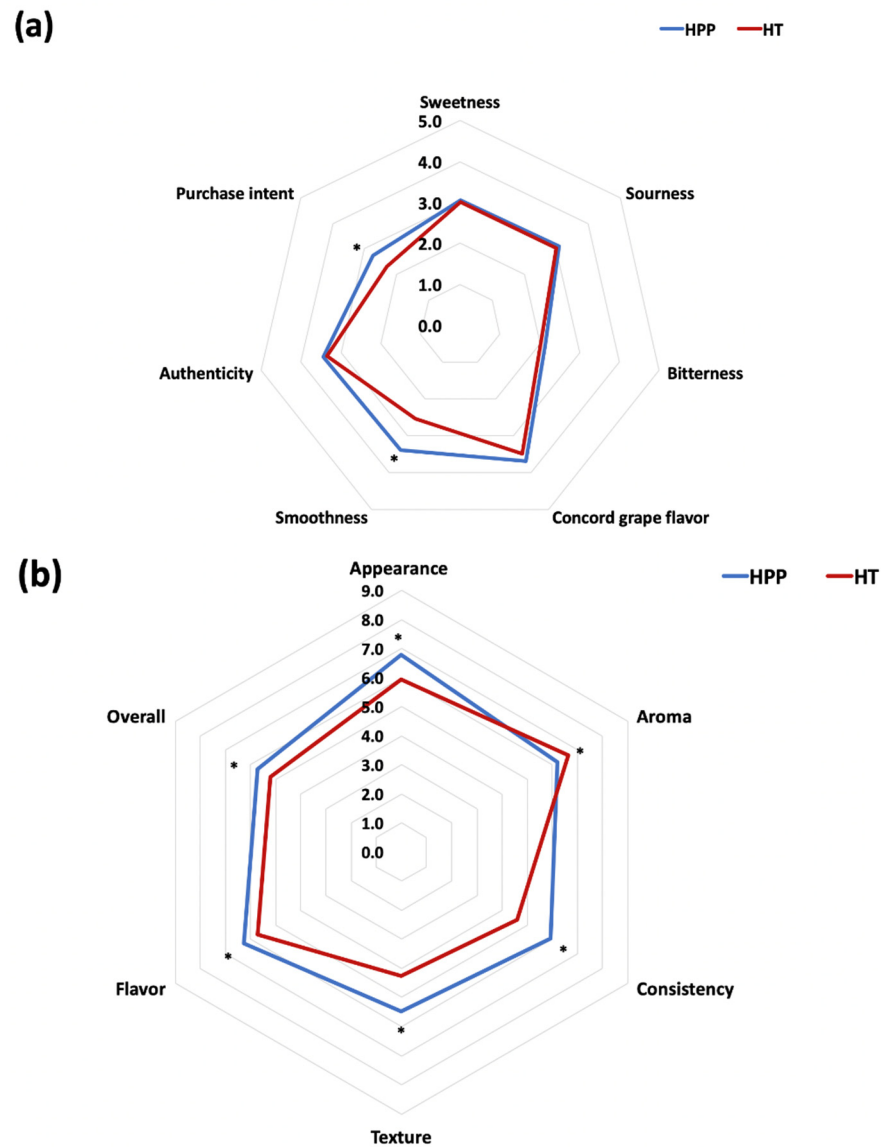 (a)
HPP HT
Sweetness
5.0
4.0
Purchase intent
Sourness
3.0
*
2.0
1.0
0.0
Authenticity
Bitterness
*
Smoothness
Concord grape flavor
(b)
HPP HT
Appearance
9.0
8.0
*
7.0
6.0
Overall
Aroma
5.0
*
*
4.0
3.0
2.0
1.0
0.0
*
*
Flavor
Consistency
*
Texture